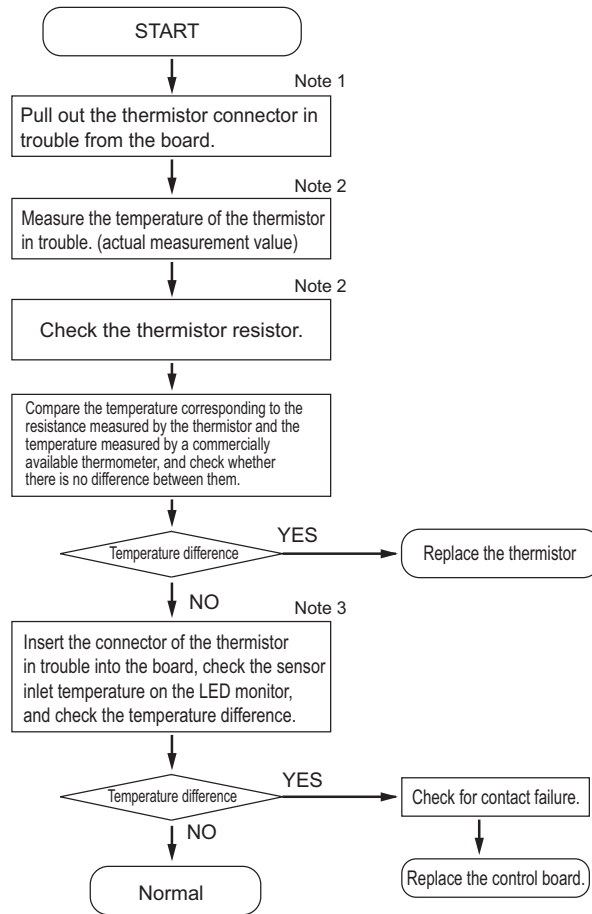 START
Note 1
Pull out the thermistor connector in
trouble from the board.
Note 2
Measure the temperature of the thermistor
in trouble. (actual measurement value)
Note 2
Check the thermistor resistor.
Compare the temperature corresponding to the
resistance measured by the thermistor and the
temperature measured by a commercially
available thermometer, and check whether
there is no difference between them.
Temperature difference
YES
Replace the thermistor
NO
Note 3
Insert the connector of the thermistor
in trouble into the board, check the sensor
inlet temperature on the LED monitor,
and check the temperature difference.
Temperature difference
YES
Check for contact failure.
NO
Replace the control board.
Normal